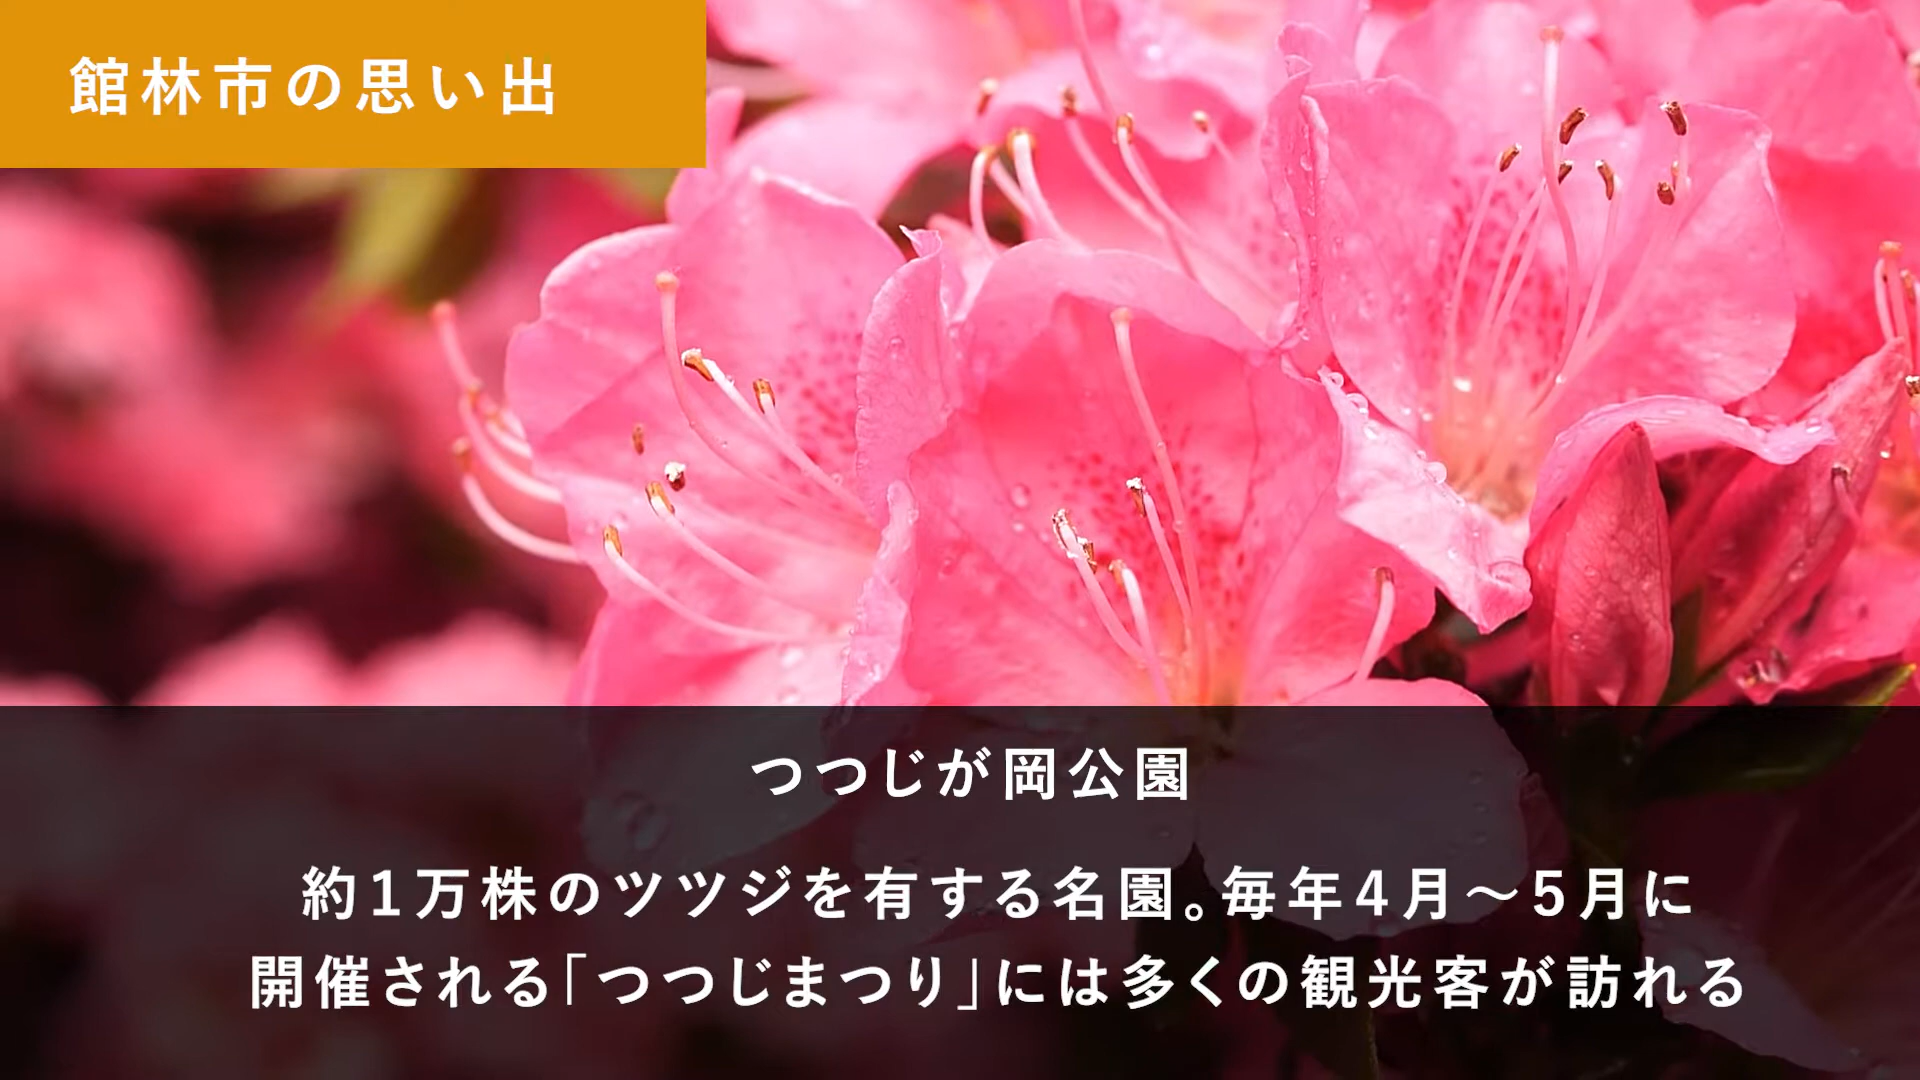 館林市の思い出
つつじが岡公園
約1万株のツツジを有する名園。毎年4月～5月に
開催される「つつじまつり」には多くの観光客が訪れる